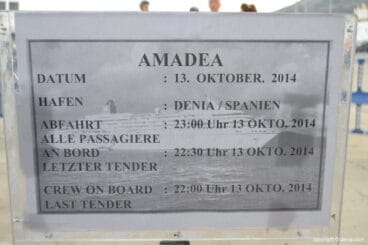 AMADEA
DATUM : 13. OKTOBER. 2014
HAFEN : DENIA / SPANIEN
ABFAHRT : 23:00 Uhr 13 OKTO. 2014
ALLE PASSAGIERE
AN BORD : 22:30 Uhr 13 OKTO. 2014
LETZTER TENDER
CREW ON BOARD : 22:00 Uhr 13 OKTO. 2014
LAST TENDER